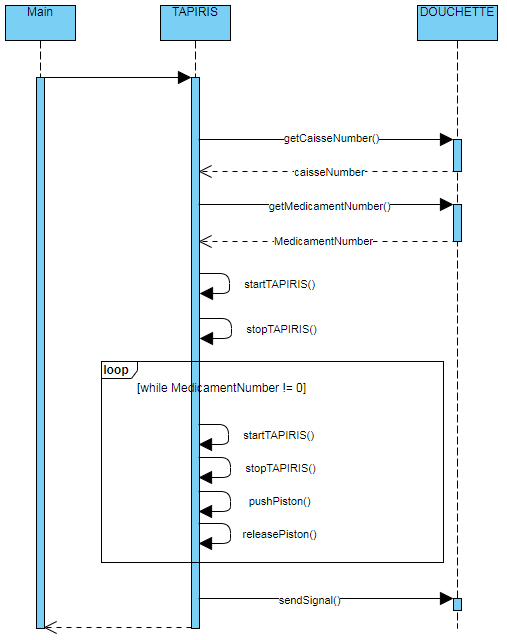 Main
TAPIRIS
DOUCHETTE
getCaisseNumber()
caisseNumber
getMedicamentNumber()
MedicamentNumber
startTAPIRIS()
stopTAPIRIS()
loop
[while MedicamentNumber != 0]
startTAPIRIS()
stopTAPIRIS()
pushPiston()
releasePiston()
sendSignal()